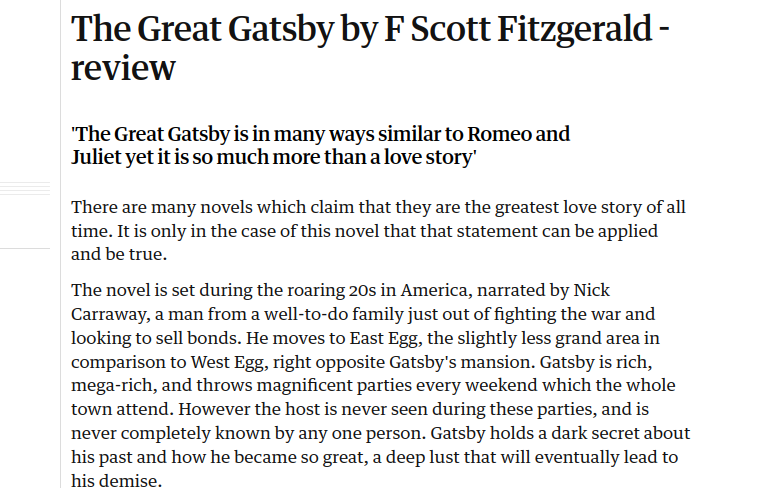 The Great Gatsby by F Scott Fitzgerald -
review
'The Great Gatsby is in many ways similar to Romeo and
Juliet yet it is so much more than a love story'
There are many novels which claim that they are the greatest love story of all
time. It is only in the case of this novel that that statement can be applied
and be true.
The novel is set during the roaring 20s in America, narrated by Nick
Carraway, a man from a well-to-do family just out of fighting the war and
looking to sell bonds. He moves to East Egg, the slightly less grand area in
comparison to West Egg, right opposite Gatsby's mansion. Gatsby is rich,
mega-rich, and throws magnificent parties every weekend which the whole
town attend. However the host is never seen during these parties, and is
never completely known by any one person. Gatsby holds a dark secret about
his past and how he became so great, a deep lust that will eventually lead to
his demise.